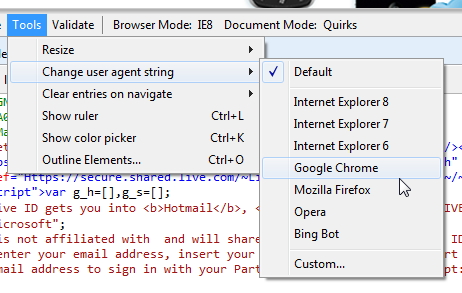 Tools Validate Browser Mode: IE8 Document Mode: Quirks
Resize
Change user agent string
Clear entries on navigate
Show ruler Ctrl+L
Show color picker Ctrl+K
Outline Elements... Ctrl+O
Default
Internet Explorer 8
Internet Explorer 7
Internet Explorer 6
Google Chrome
Mozilla Firefox
Opera
Bing Bot
Custom...
ef="https://secure.shared.live.com/~Li
ript">var g_h=[],g_s=[];
ive ID gets you into <b>Hotmail</b>,
icrosoft";
is not affiliated with and will share
enter your email address, insert your
mail address to sign in with your Part